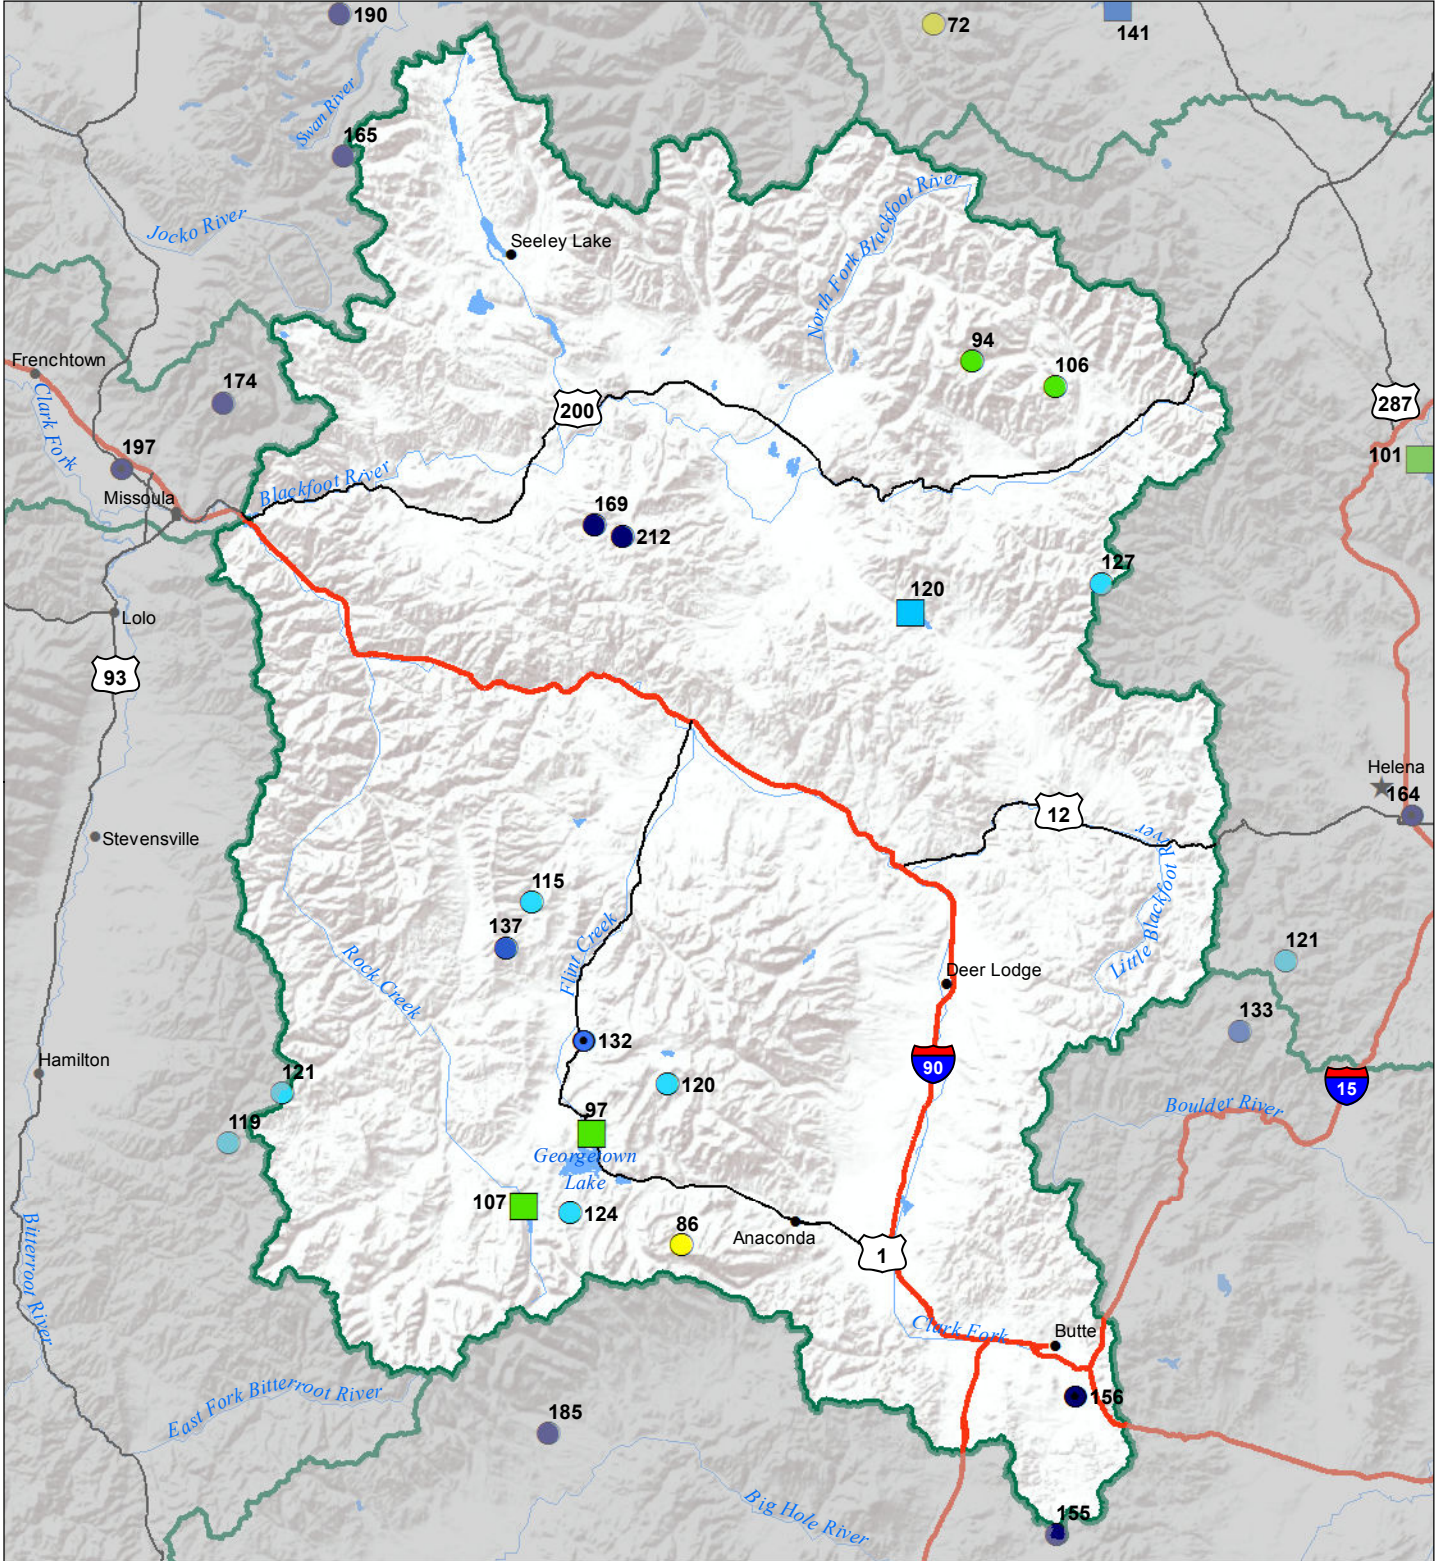 190
72
141
Swan River
165
Jocko River
Seeley Lake
North Fork Blackfoot River
94
106
Frenchtown
174
200
287
Clark Fork
197
101
Blackfoot River
Missoula
169
212
127
120
Lolo
93
Helena
164
12
Stevensville
Little Blackfoot River
115
137
Flint Creek
121
Rock Creek
Deer Lodge
133
132
Hamilton
90
121
120
15
97
119
Boulder River
Georgetown
Lake
107
124
86
Anaconda
1
Bitterroot River
Clark Fork
Butte
East Fork Bitterroot River
156
185
Big Hole River
155